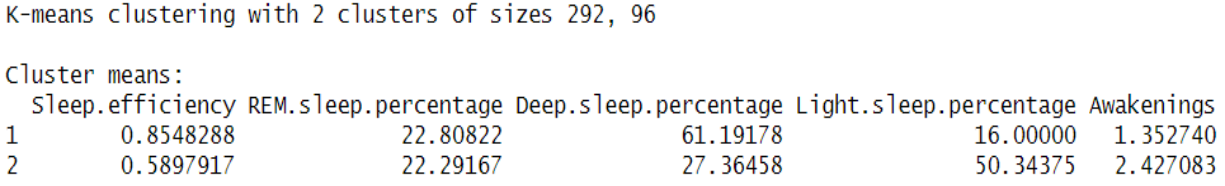 K-means clustering with 2 clusters of sizes 292, 96
Cluster means:
Sleep.efficiency REM.sleep.percentage Deep.sleep.percentage Light.sleep.percentage Awakenings
1 0.8548288 22.80822 61.19178 16.00000 1.352740
2 0.5897917 22.29167 27.36458 50.34375 2.427083